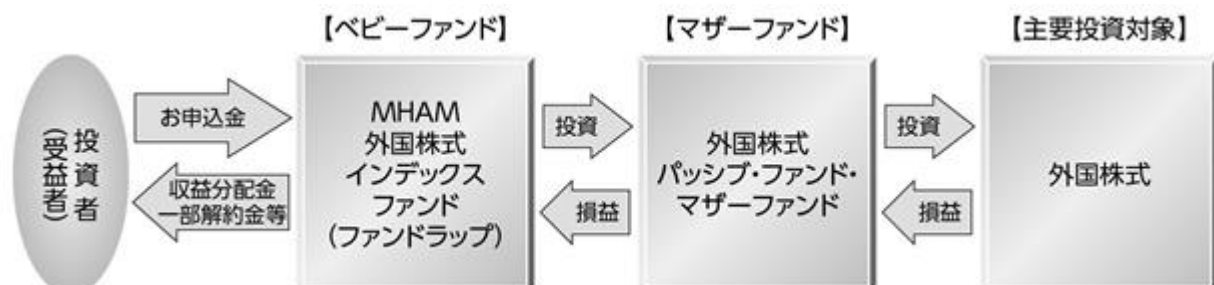 【ベビーファンド】
【マザーファンド】
【主要投資対象】
投資者
(受益者)
お申込金
収益分配金
一部解約金等
MHAM
外国株式
インデックス
ファンド
(ファンドラップ)
投資
損益
外国株式
パッシブ・ファンド・
マザーファンド
投資
損益
外国株式